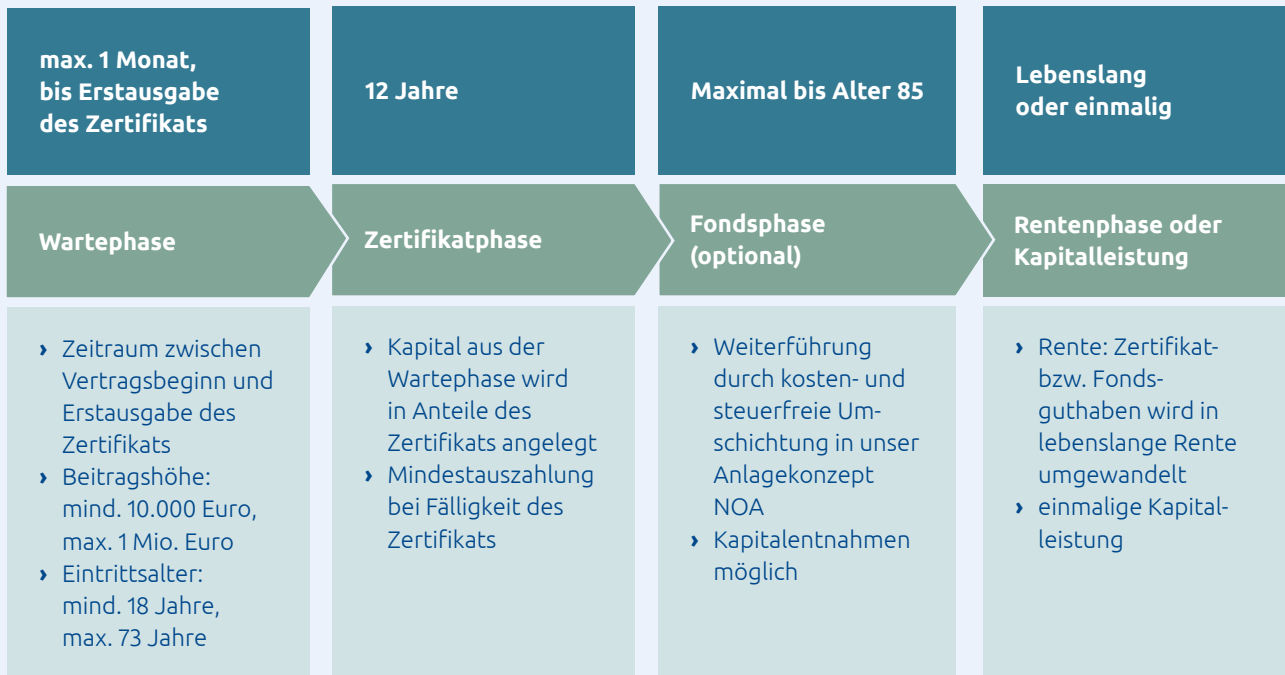 max. 1 Monat,
bis Erstausgabe
des Zertifikats
12 Jahre
Maximal bis Alter 85
Lebenslang
oder einmalig
Wartephase
Zertifikatphase
Fondsphase
(optional)
Rentenphase oder
Kapitalleistung
› Zeitraum zwischen
Vertragsbeginn und
Erstausgabe des
Zertifikats
› Beitragshöhe:
mind. 10.000 Euro,
max. 1 Mio. Euro
› Eintrittsalter:
mind. 18 Jahre,
max. 73 Jahre
› Kapital aus der
Wartephase wird
in Anteile des
Zertifikats angelegt
› Mindestauszahlung
bei Fälligkeit des
Zertifikats
› Weiterführung
durch kosten- und
steuerfreie Um-
schichtung in unser
Anlagekonzept
NOA
› Kapitalentnahmen
möglich
› Rente: Zertifikat-
bzw. Fonds-
guthaben wird in
lebenslange Rente
umgewandelt
› einmalige Kapital-
leistung